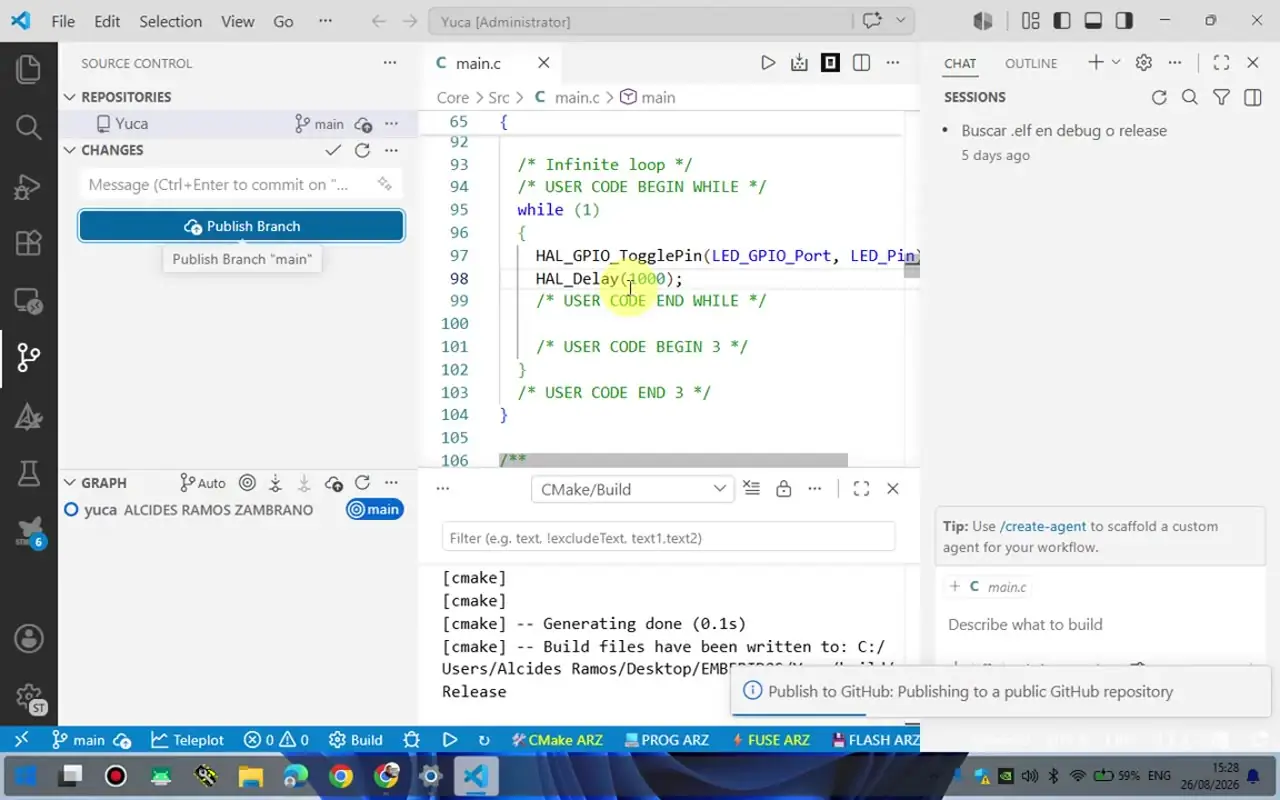 File Edit Selection View Go ··· Yuca [Administrator]
SOURCE CONTROL
REPOSITORIES
Yuca main
CHANGES
Message (Ctrl+Enter to commit on "...
Publish Branch
Publish Branch "main"
GRAPH Auto
yuca ALCIDES RAMOS ZAMBRANO main
main.c
Core > Src > C main.c > main
65 {
92
93 /* Infinite loop */
94 /* USER CODE BEGIN WHILE */
95 while (1)
96 {
97 HAL_GPIO_TogglePin(LED_GPIO_Port, LED_Pin)
98 HAL_Delay(1000);
99 /* USER CODE END WHILE */
100
101 /* USER CODE BEGIN 3 */
102 }
103 /* USER CODE END 3 */
104 }
105
106 /**
CMake/Build
Filter (e.g. text, !excludeText, text1,text2)
[cmake]
[cmake]
[cmake] -- Generating done (0.1s)
[cmake] -- Build files have been written to: C:/
Users/Alcides Ramos/Desktop/
Release
CHAT OUTLINE
SESSIONS
Buscar .elf en debug o release
5 days ago
Tip: Use /create-agent to scaffold a custom
agent for your workflow.
+ C main.c
Describe what to build
Publish to GitHub: Publishing to a public GitHub repository
main Teleplot 0 0 Build CMake ARZ PROG ARZ FUSE ARZ FLASH ARZ
6
ST
59% ENG 15:28
26/08/2026